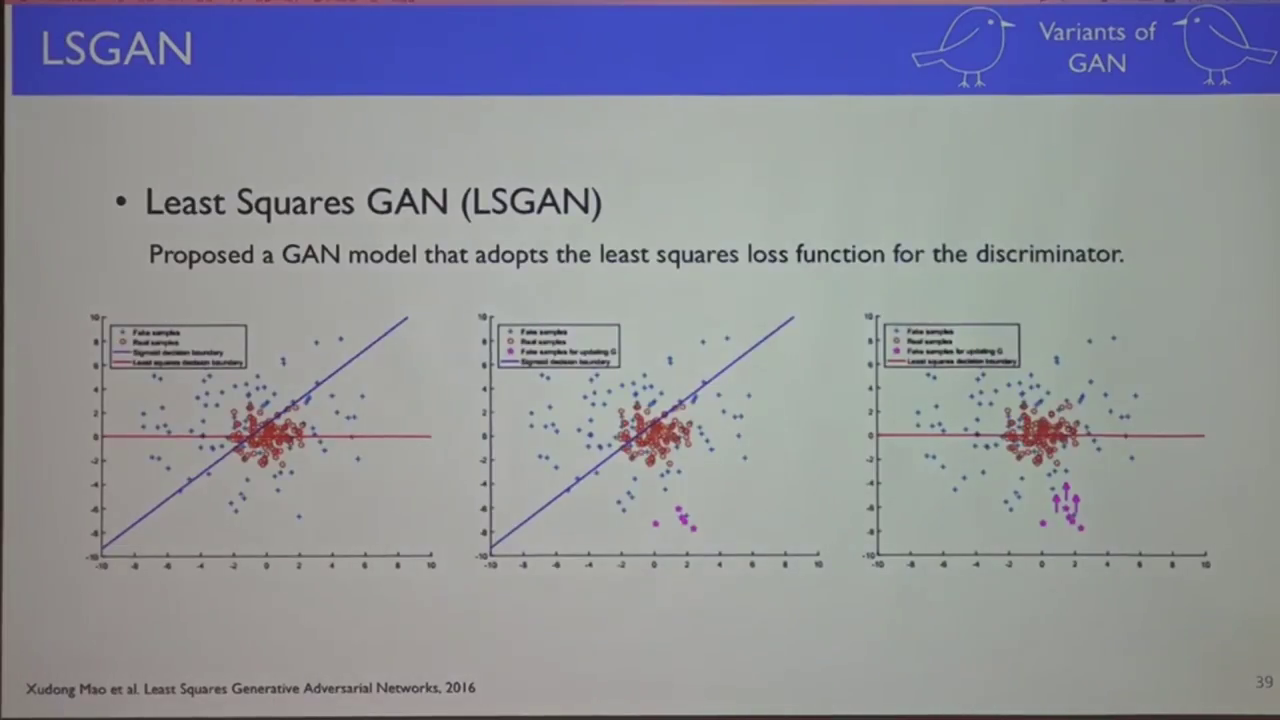 LSGAN
Variants of
GAN
• Least Squares GAN (LSGAN)
Proposed a GAN model that adopts the least squares loss function for the discriminator.
Fake samples
Real samples
Sigmoid decision boundary
Least squares decision boundary
10
8
6
4
2
0
-2
-4
-6
-8
-10
-10 -8 -6 -4 -2 0 2 4 6 8 10
Fake samples
Real samples
Fake samples for updating G
Sigmoid decision boundary
10
8
6
4
2
0
-2
-4
-6
-8
-10
-10 -8 -6 -4 -2 0 2 4 6 8 10
Fake samples
Real samples
Fake samples for updating G
Least squares decision boundary
10
8
6
4
2
0
-2
-4
-6
-8
-10
-10 -8 -6 -4 -2 0 2 4 6 8 10
Xudong Mao et al. Least Squares Generative Adversarial Networks, 2016
39